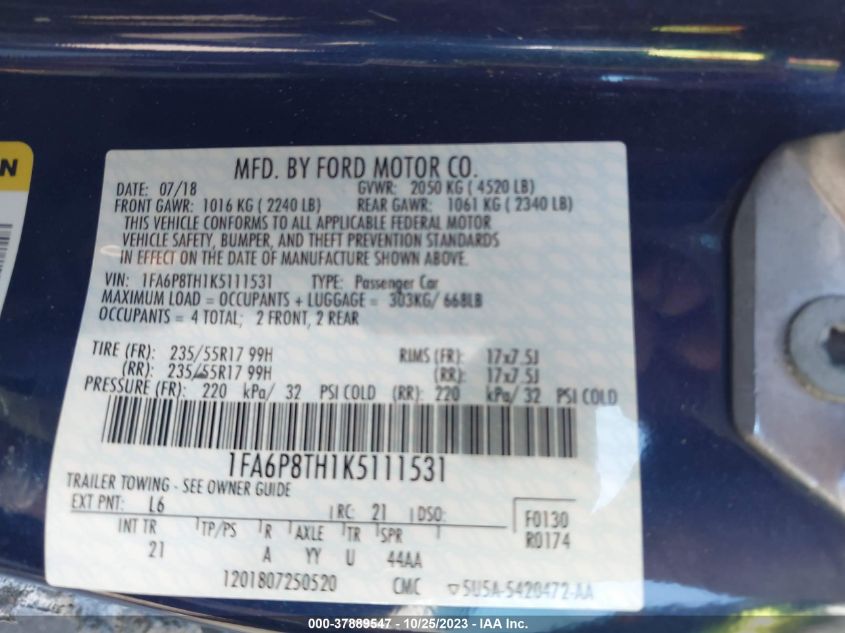 N
MFD. BY FORD MOTOR CO.
DATE: 07/18 GVWR: 2050 KG ( 4520 LB)
FRONT GAWR: 1016 KG ( 2240 LB) REAR GAWR: 1061 KG ( 2340 LB)
THIS VEHICLE CONFORMS TO ALL APPLICABLE FEDERAL MOTOR
VEHICLE SAFETY, BUMPER, AND THEFT PREVENTION STANDARDS
IN EFFECT ON THE DATE OF MANUFACTURE SHOWN ABOVE.
VIN: 1FA6P8TH1K5111531 TYPE: Passenger Car
MAXIMUM LOAD = OCCUPANTS + LUGGAGE = 303KG/ 668LB
OCCUPANTS = 4 TOTAL; 2 FRONT, 2 REAR
TIRE (FR): 235/55R17 99H RIMS (FR): 17x7.5J
(RR): 235/55R17 99H (RR): 17x7.5J
PRESSURE (FR): 220 kPa/ 32 PSI COLD (RR): 220 kPa/ 32 PSI COLD
1FA6P8TH1K5111531
TRAILER TOWING - SEE OWNER GUIDE
EXT PNT: L6 RC: 21 DSO: F0130
INT TR TP/PS R AXLE TR SPR R0174
21 A YY U 44AA
1201807250520 CMC ▽5U5A-5420472-AA
000-37889547 - 10/25/2023 - IAA Inc.